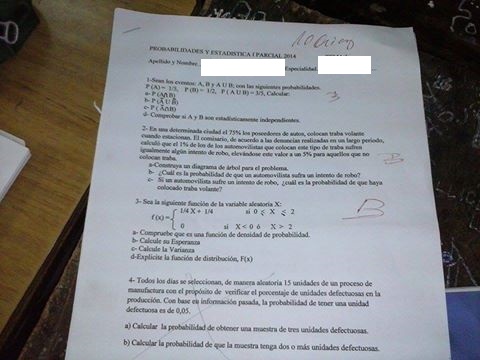 10 (Diez)
PROBABILIDADES Y ESTADISTICA I PARCIAL 2014
Apellido y Nombre. Especialidad.
1-Sean los eventos: A, B y A U B; con las siguientes probabilidades.
P (A) = 1/3, P (B) = 1/2, P ( A U B) = 3/5, Calcular:
a- P (A∩B)
b- P (A̅ U B̅)
c- P ( A̅∩B)
d- Comprobar si A y B son estadísticamente independientes.
B
2- En una determinada ciudad el 75% los poseedores de autos, colocan traba volante
cuando estacionan. El comisario, de acuerdo a las denuncias realizadas en un largo período,
calculó que el 1% de los de los automovilistas que colocan este tipo de traba sufren
igualmente algún intento de robo, elevándose este valor a un 5% para aquellos que no
colocan traba.
a-Construya un diagrama de árbol para el problema.
b- ¿Cuál es la probabilidad de que un automovilista sufra un intento de robo?
c- Si un automovilista sufre un intento de robo, ¿cuál es la probabilidad de que haya
colocado traba volante?
B
3- Sea la siguiente función de la variable aleatoria X:
1/4 X + 1/4 si 0 ≤ X ≤ 2
f (x) = {
0 si X < 0 ó X > 2
B
a- Compruebe que es una función de densidad de probabilidad.
b- Calcule su Esperanza
c- Calcule la Varianza
d-Explicite la función de distribución, F(x)
4- Todos los días se seleccionan, de manera aleatoria 15 unidades de un proceso de
manufactura con el propósito de verificar el porcentaje de unidades defectuosas en la
producción. Con base en información pasada, la probabilidad de tener una unidad
defectuosa es de 0,05.
a) Calcular la probabilidad de obtener una muestra de tres unidades defectuosas.
b) Calcular la probabilidad de que la muestra tenga dos o más unidades defectuosas.